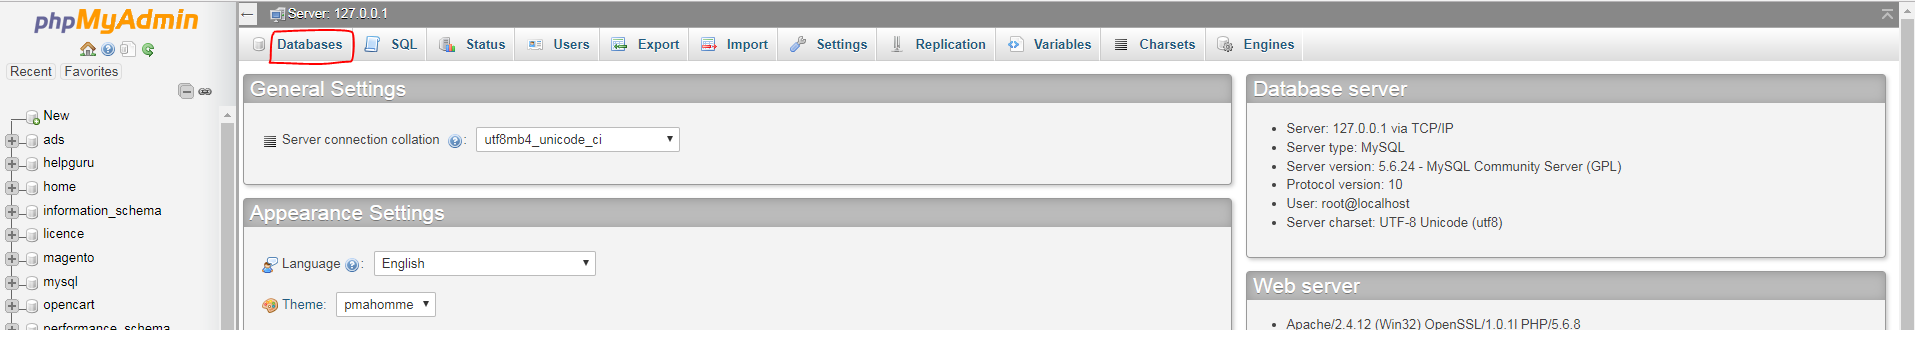 phpMyAdmin
Recent Favorites
New
ads
helpguru
home
information_schema
licence
magento
mysql
opencart
performance_schema
Server: 127.0.0.1
Databases SQL Status Users Export Import Settings Replication Variables Charsets Engines
General Settings
Server connection collation : utf8mb4_unicode_ci
Appearance Settings
Language : English
Theme: pmahomme
Database server
Server: 127.0.0.1 via TCP/IP
Server type: MySQL
Server version: 5.6.24 - MySQL Community Server (GPL)
Protocol version: 10
User: root@localhost
Server charset: UTF-8 Unicode (utf8)
Web server
Apache/2.4.12 (Win32) OpenSSL/1.0.1l PHP/5.6.8